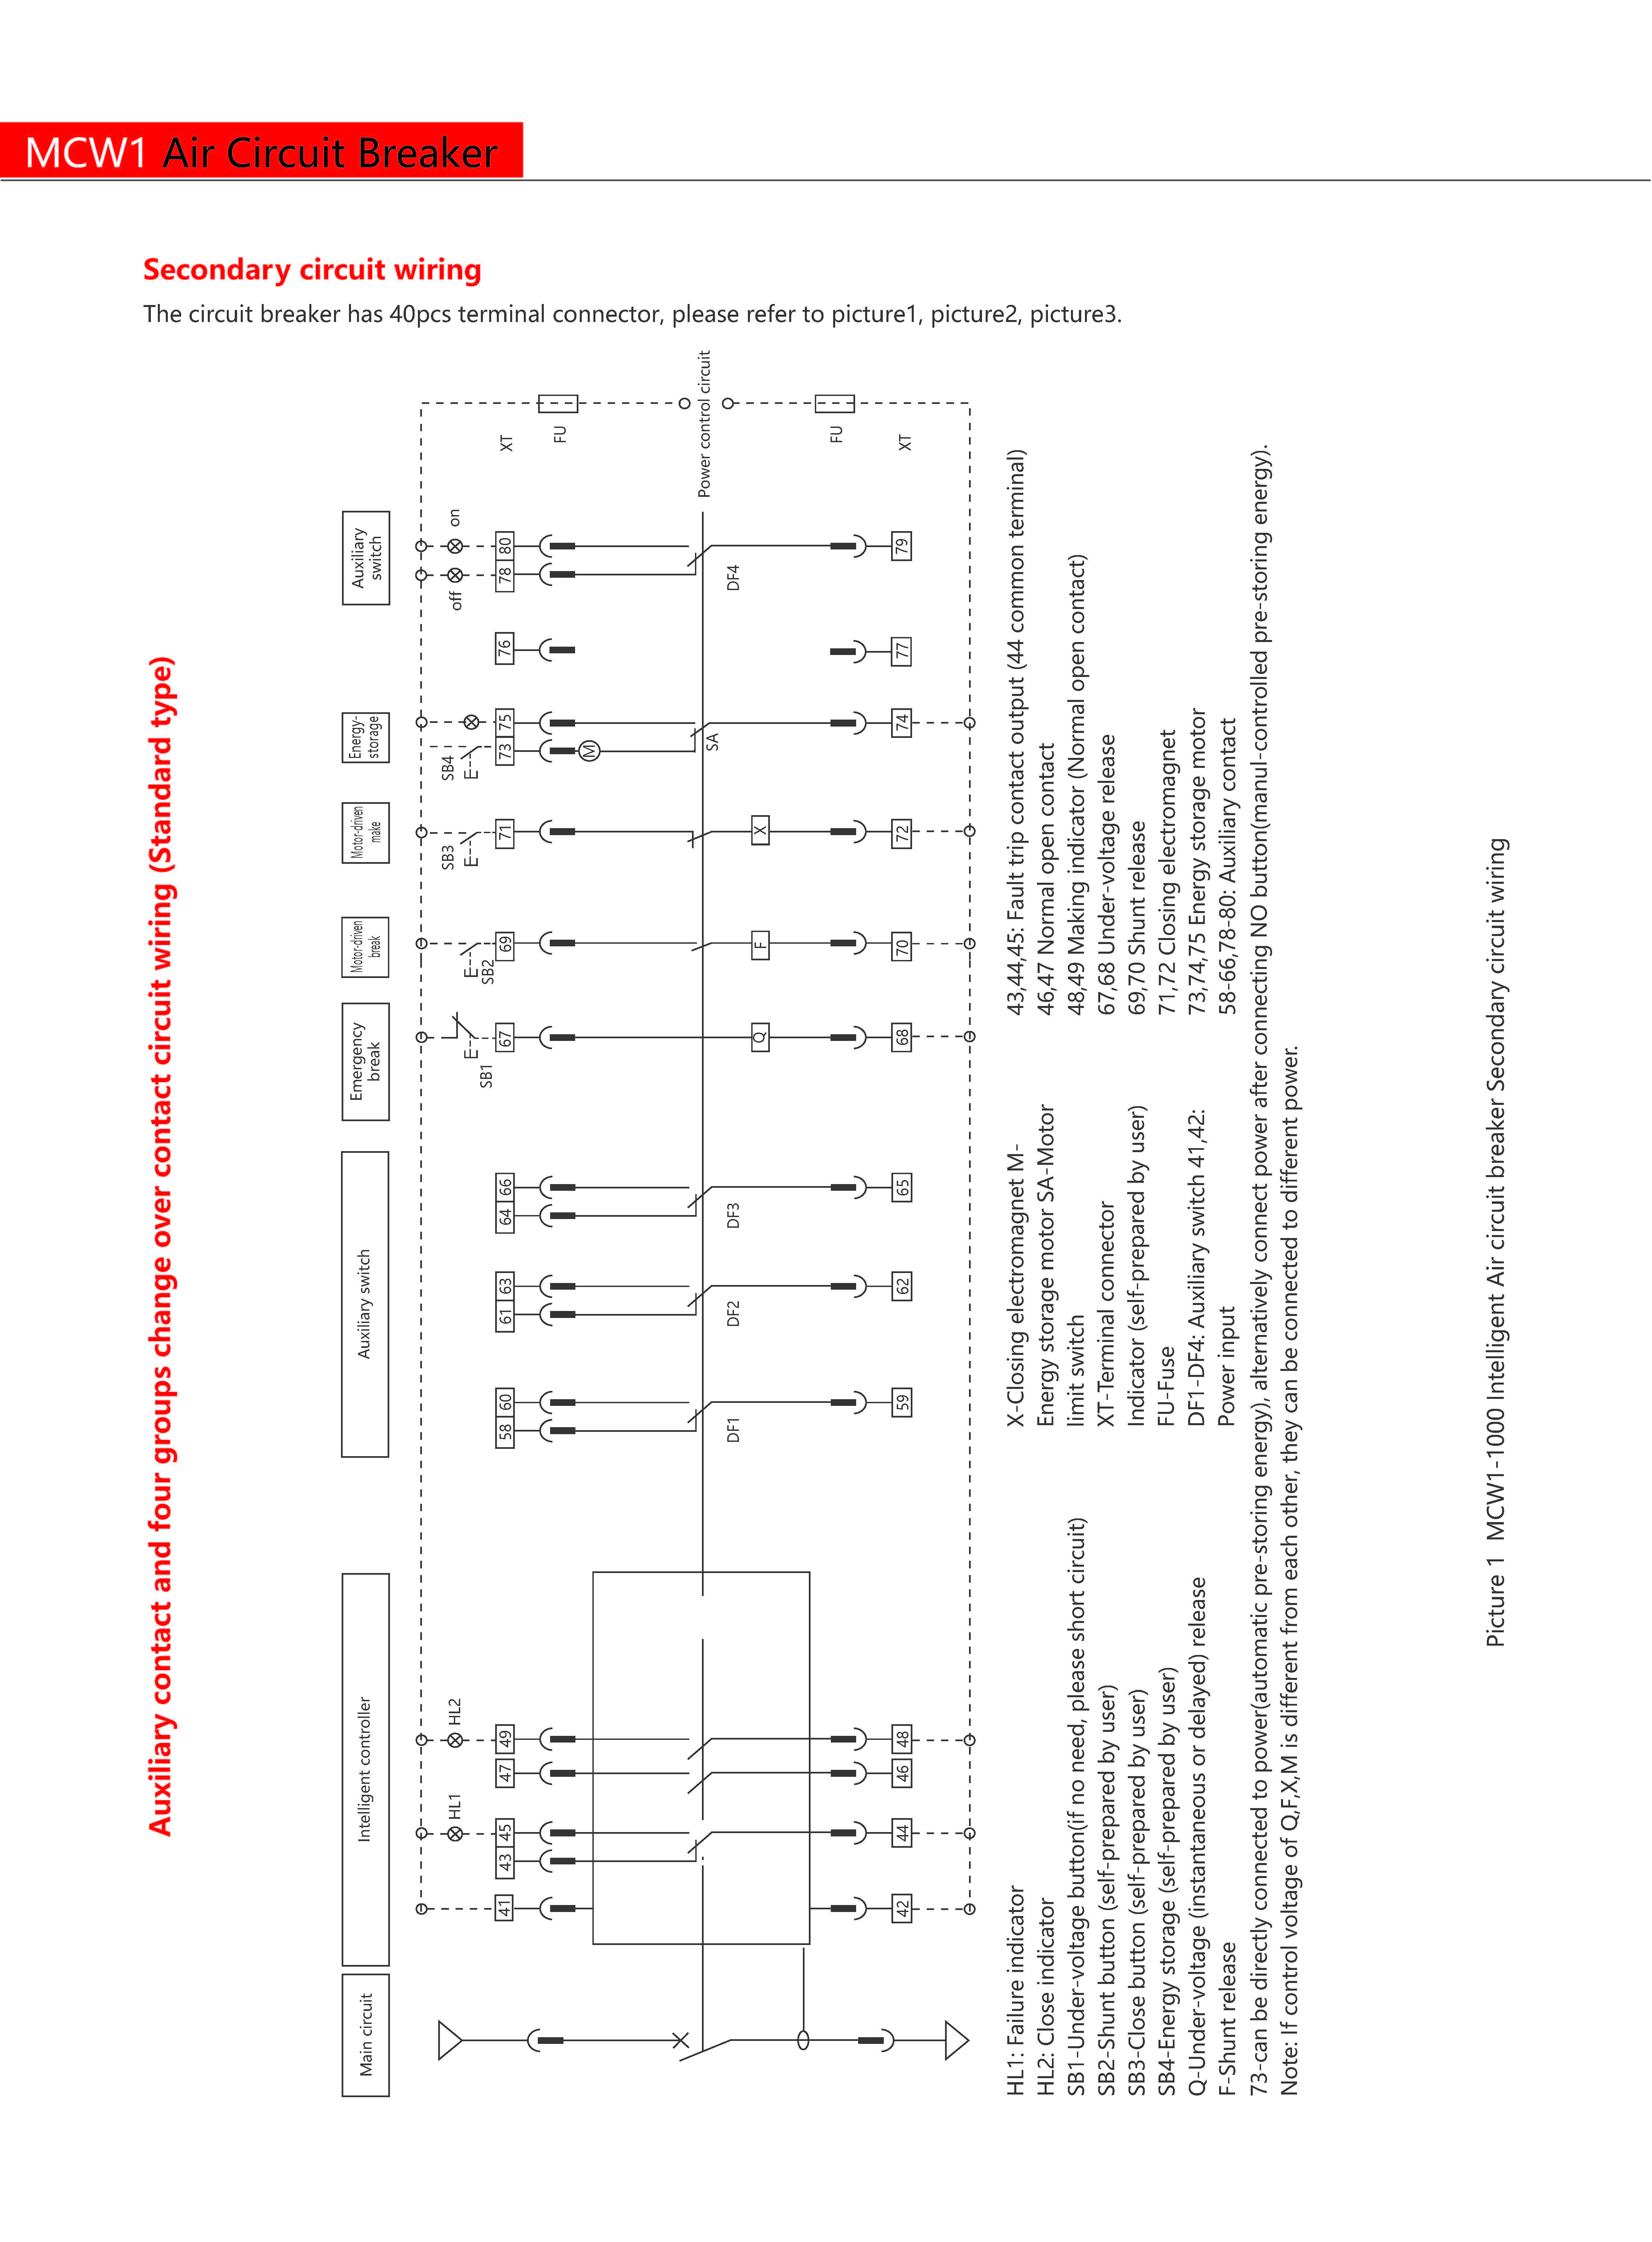 MCW1 Air Circuit Breaker
Secondary circuit wiring
The circuit breaker has 40pcs terminal connector, please refer to picture1, picture2, picture3.
Auxiliary contact and four groups change over contact circuit wiring (Standard type)
Main circuit
Intelligent controller
Auxiliary switch
Emergency
break
Motor-driven
break
Motor-driven
make
Energy-
storage
Auxiliary
switch
HL1
HL2
SB1
SB2
SB3
SB4
off
on
41
43
45
47
49
58
60
61
63
64
66
67
69
71
73
75
76
78
80
XT
FU
M
DF1
DF2
DF3
SA
DF4
Power control circuit
Q
F
X
FU
42
44
46
48
59
62
65
68
70
72
74
77
79
XT
HL1: Failure indicator
HL2: Close indicator
SB1-Under-voltage button(if no need, please short circuit)
SB2-Shunt button (self-prepared by user)
SB3-Close button (self-prepared by user)
SB4-Energy storage (self-prepared by user)
Q-Under-voltage (instantaneous or delayed) release
F-Shunt release
X-Closing electromagnet M-
Energy storage motor SA-Motor
limit switch
XT-Terminal connector
Indicator (self-prepared by user)
FU-Fuse
DF1-DF4: Auxiliary switch 41,42:
Power input
43,44,45: Fault trip contact output (44 common terminal)
46,47 Normal open contact
48,49 Making indicator (Normal open contact)
67,68 Under-voltage release
69,70 Shunt release
71,72 Closing electromagnet
73,74,75 Energy storage motor
58-66,78-80: Auxiliary contact
73-can be directly connected to power(automatic pre-storing energy), alternatively connect power after connecting NO button(manul-controlled pre-storing energy).
Note: If control voltage of Q,F,X,M is different from each other, they can be connected to different power.
Picture 1 MCW1-1000 Intelligent Air circuit breaker Secondary circuit wiring